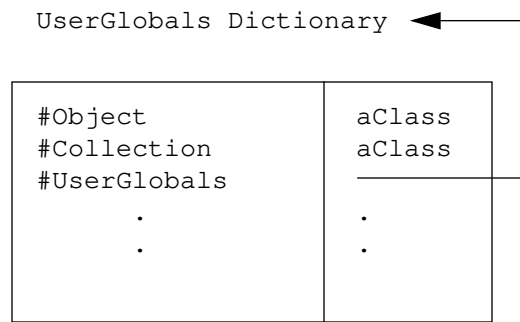 UserGlobals Dictionary
#Object aClass
#Collection aClass
#UserGlobals
. .
. .